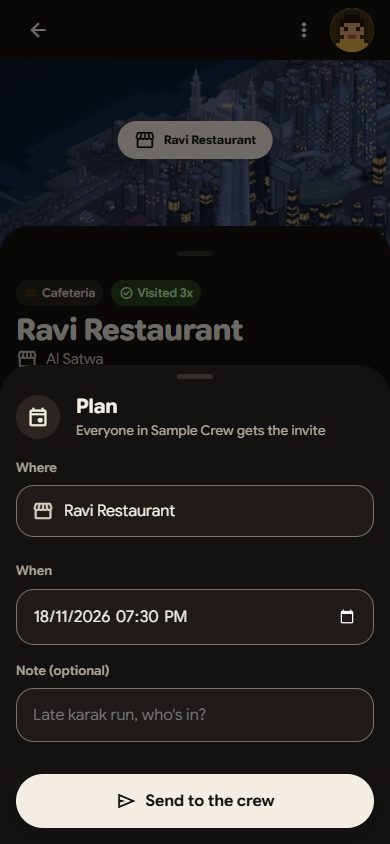 Ravi Restaurant
Cafeteria
Visited 3x
Ravi Restaurant
Al Satwa
Plan
Everyone in Sample Crew gets the invite
Where
Ravi Restaurant
When
18/11/2026 07:30 PM
Note (optional)
Late karak run, who's in?
Send to the crew